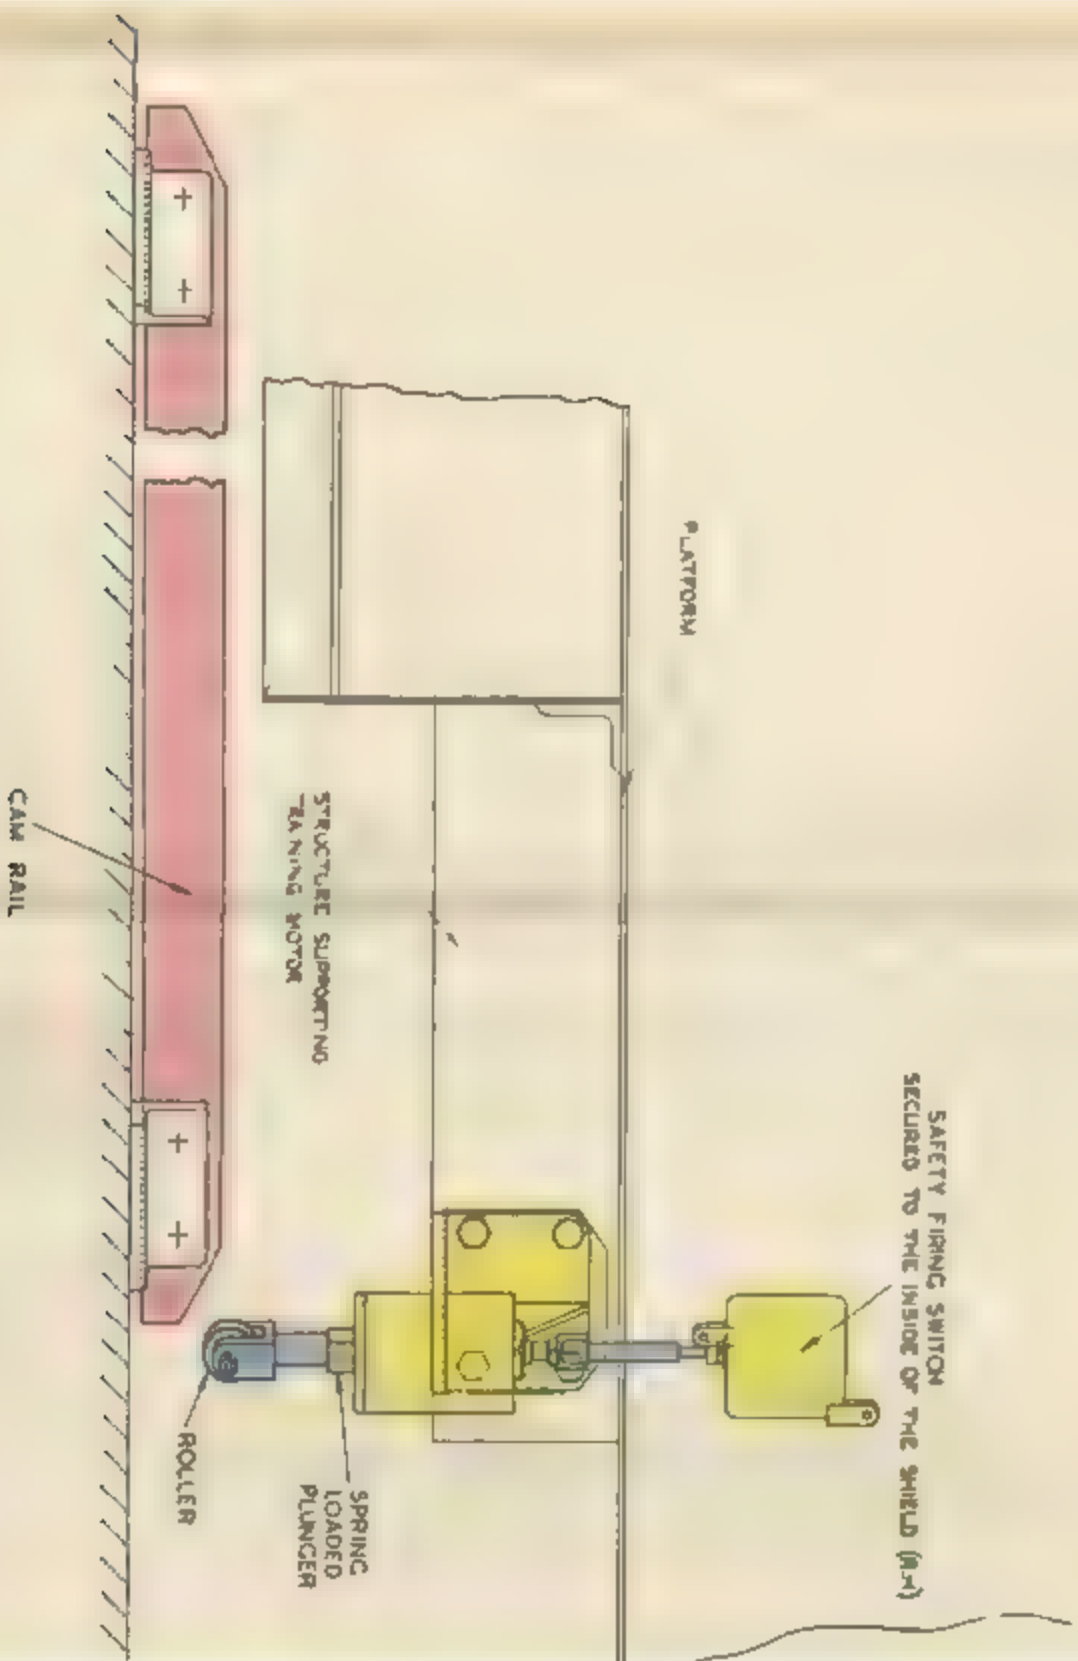 SAFETY FIRING SWITCH
SECURED TO THE INSIDE OF THE SHIELD (R.H)
PLATFORM
STRUCTURE SUPPORTING
TRAINING MOTOR
SPRING
LOADED
PLUNGER
ROLLER
CAM RAIL